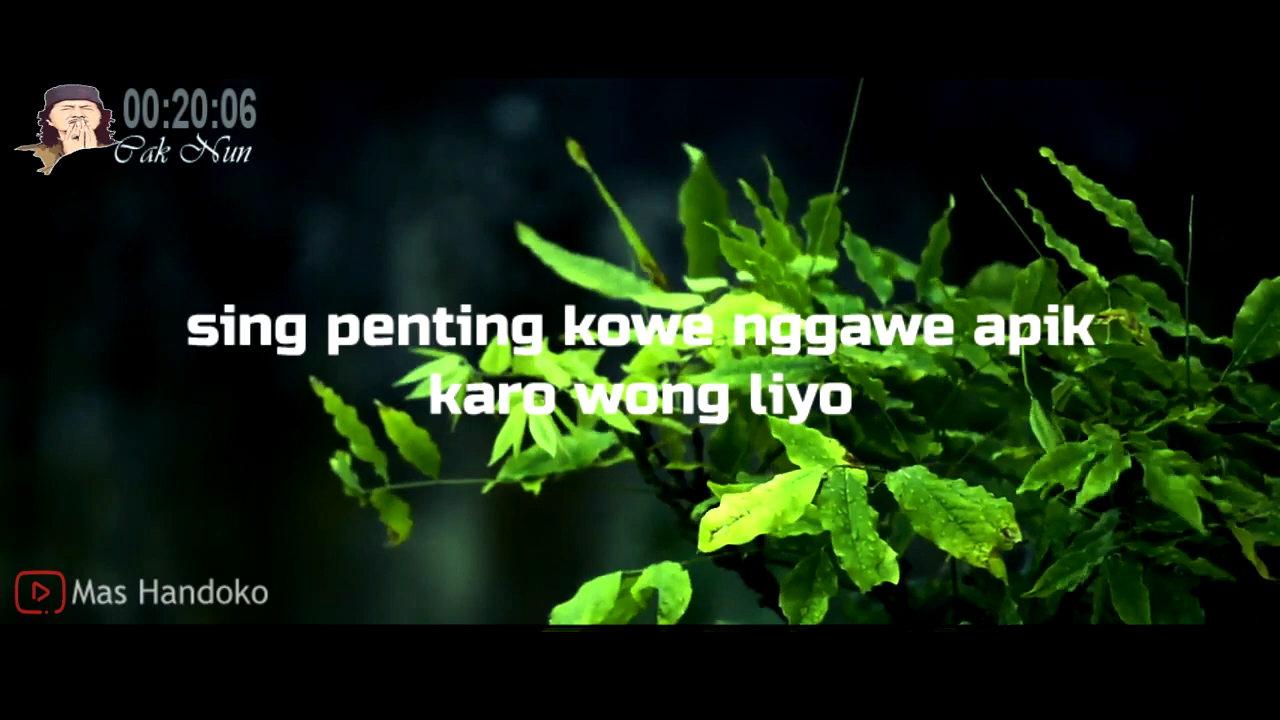 00:20:06
Cak Nun
sing penting kowe nggawe apik
karo wong liyo
Mas Handoko